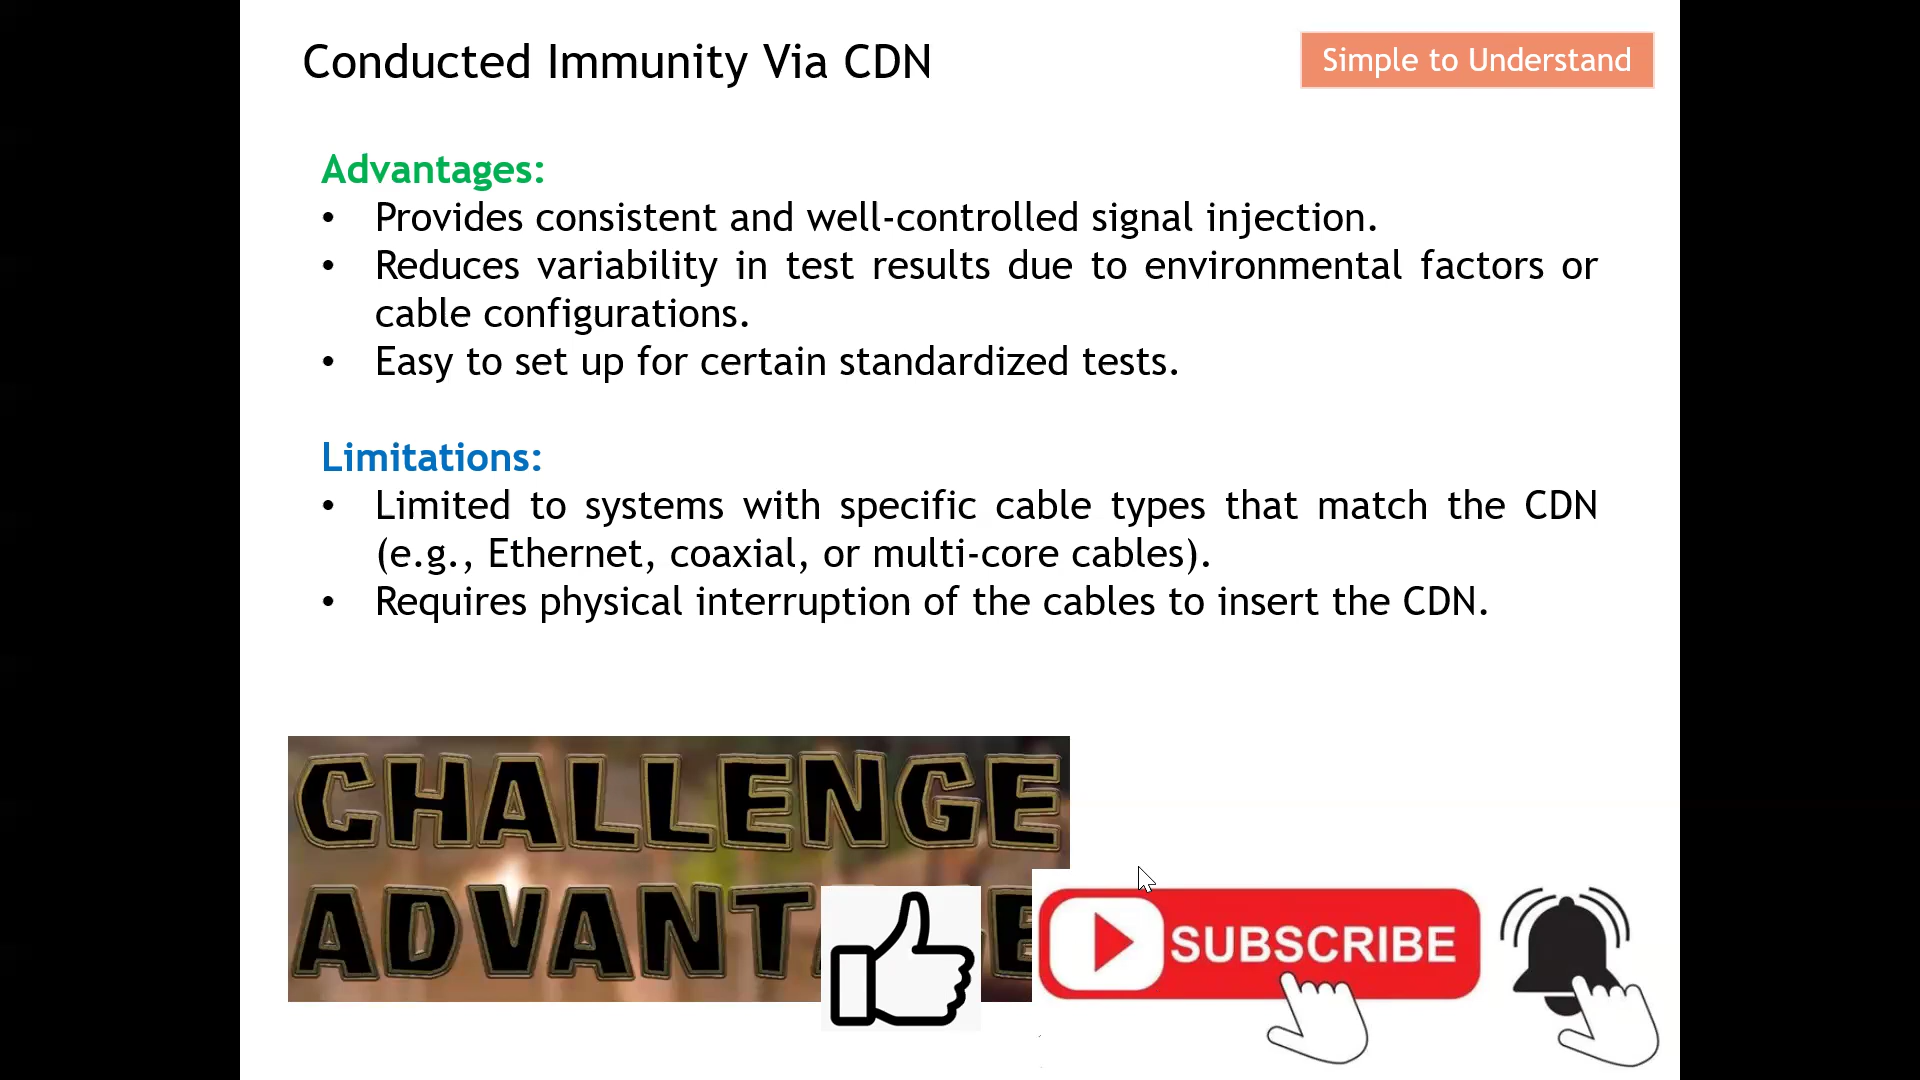 Conducted Immunity Via CDN
Simple to Understand
Advantages:
• Provides consistent and well-controlled signal injection.
• Reduces variability in test results due to environmental factors or
cable configurations.
• Easy to set up for certain standardized tests.
Limitations:
• Limited to systems with specific cable types that match the CDN
(e.g., Ethernet, coaxial, or multi-core cables).
• Requires physical interruption of the cables to insert the CDN.
CHALLENGE
SUBSCRIBE